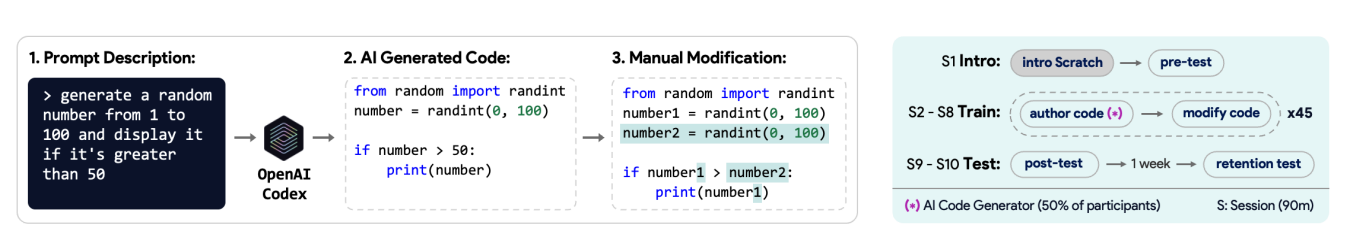 1. Prompt Description:
> generate a random
number from 1 to
100 and display it
if it's greater
than 50
OpenAI
Codex
2. AI Generated Code:
from random import randint
number = randint(0, 100)
if number > 50:
print(number)
3. Manual Modification:
from random import randint
number1 = randint(0, 100)
number2 = randint(0, 100)
if number1 > number2:
print(number1)
S1 Intro: intro Scratch pre-test
S2 - S8 Train: author code (*) modify code x45
S9 - S10 Test: post-test 1 week retention test
(*) AI Code Generator (50% of participants) S: Session (90m)